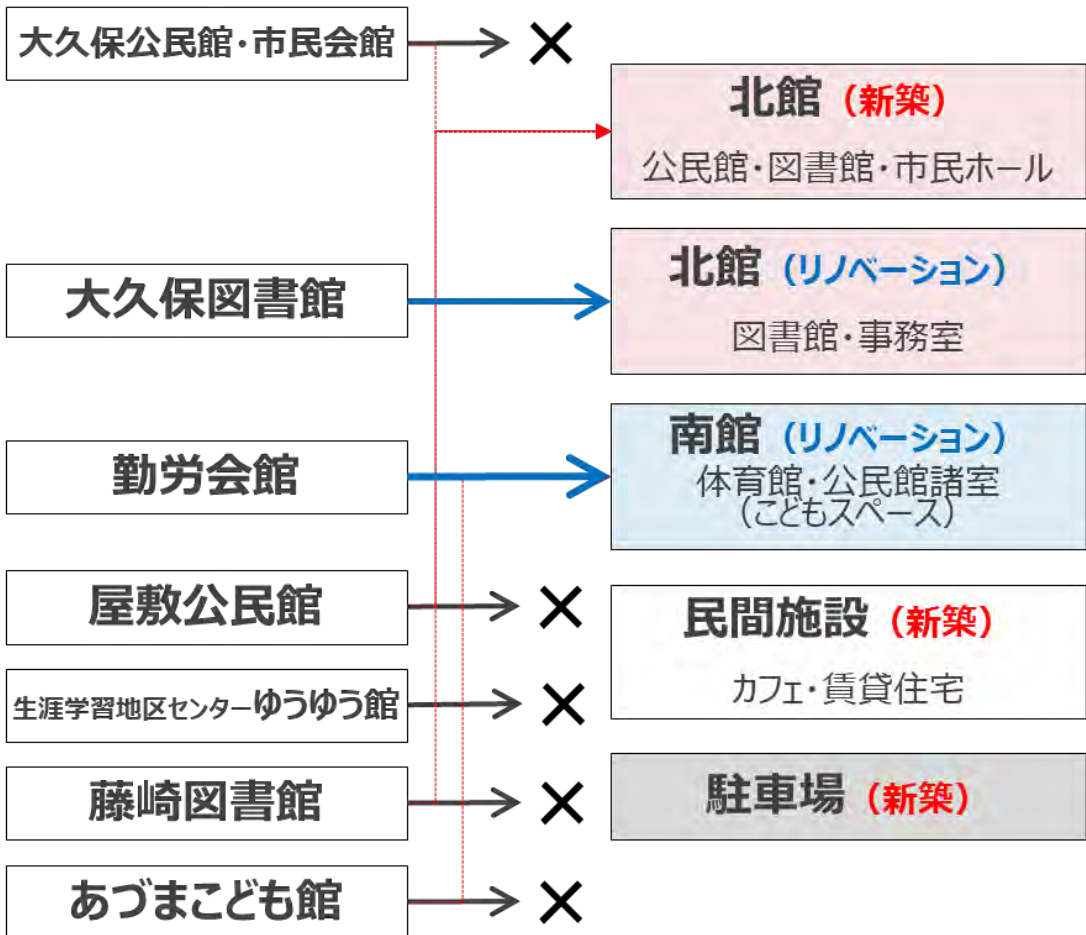 大久保公民館・市民会館
北館（新築）
公民館・図書館・市民ホール
大久保図書館
北館（リノベーション）
図書館・事務室
勤労会館
南館（リノベーション）
体育館・公民館諸室
（こどもスペース）
屋敷公民館
民間施設（新築）
カフェ・賃貸住宅
生涯学習地区センターゆうゆう館
藤崎図書館
駐車場（新築）
あづまこども館